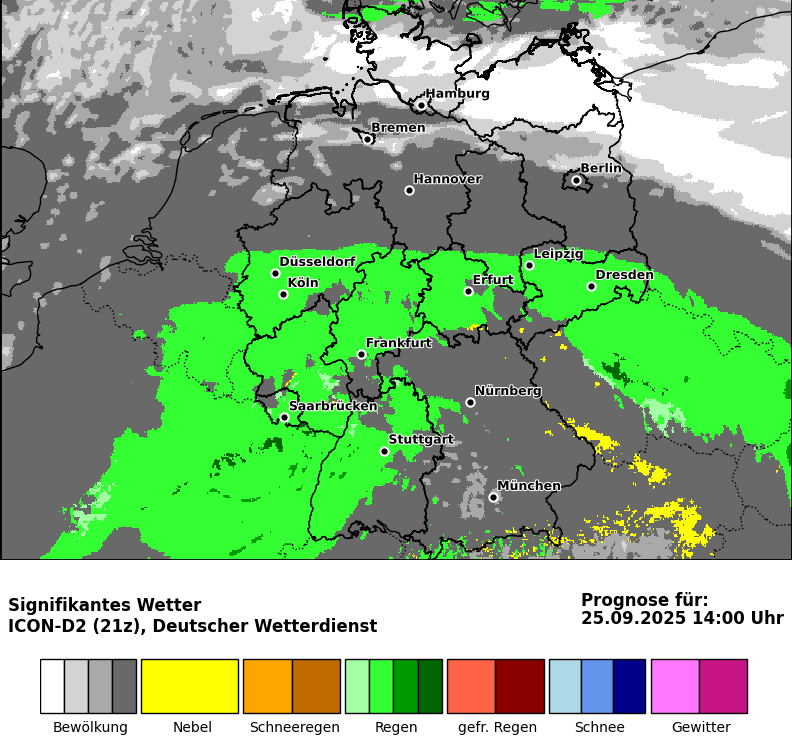 Hamburg
Bremen
Berlin
Hannover
Leipzig
Düsseldorf
Dresden
Köln
Erfurt
Frankfurt
Nürnberg
Saarbrücken
Stuttgart
München
Signifikantes Wetter
ICON-D2 (21z), Deutscher Wetterdienst
Prognose für:
25.09.2025 14:00 Uhr
Bewölkung
Nebel
Schneeregen
Regen
gefr. Regen
Schnee
Gewitter